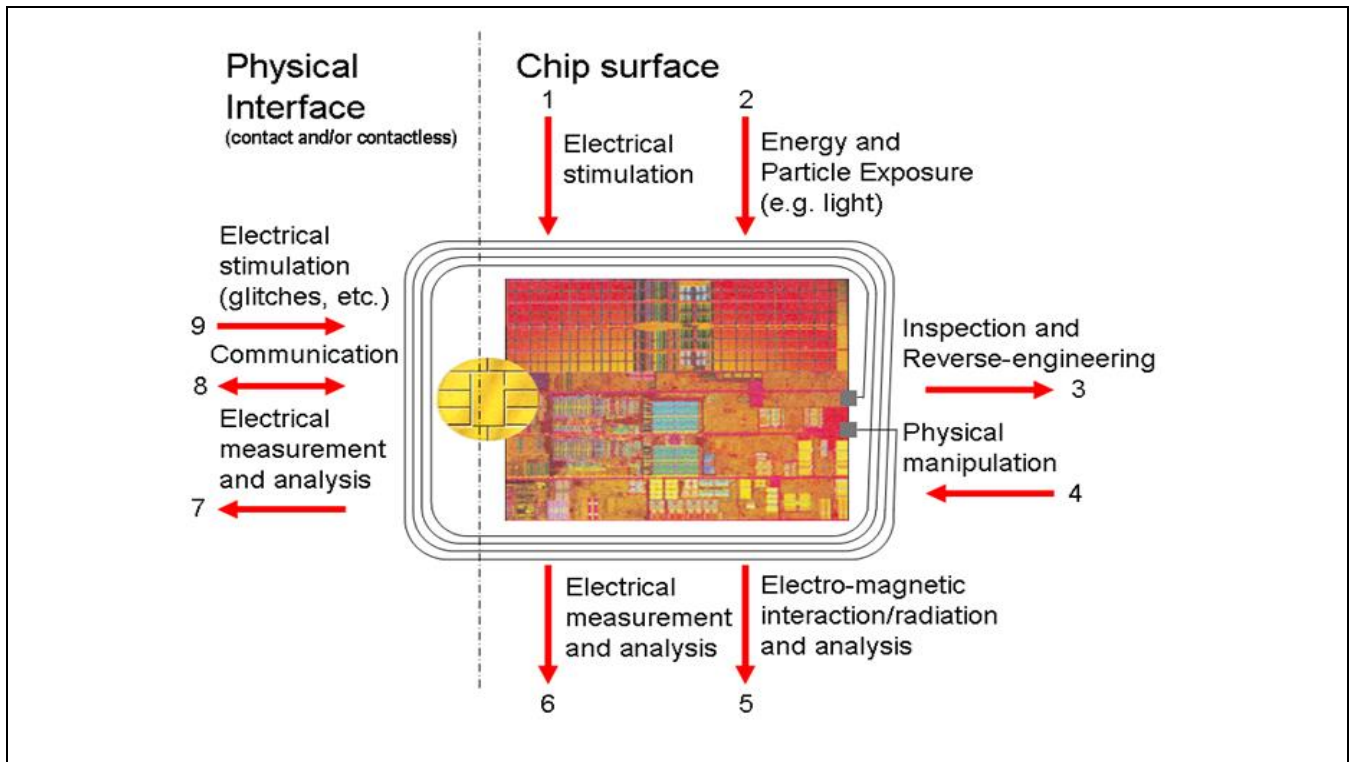 Physical
Interface
(contact and/or contactless)
Chip surface
1
2
Electrical
stimulation
Energy and
Particle Exposure
(e.g. light)
Electrical
stimulation
(glitches, etc.)
9
Communication
8
Electrical
measurement
and analysis
7
Inspection and
Reverse-engineering
3
Physical
manipulation
4
Electrical
measurement
and analysis
6
Electro-magnetic
interaction/radiation
and analysis
5